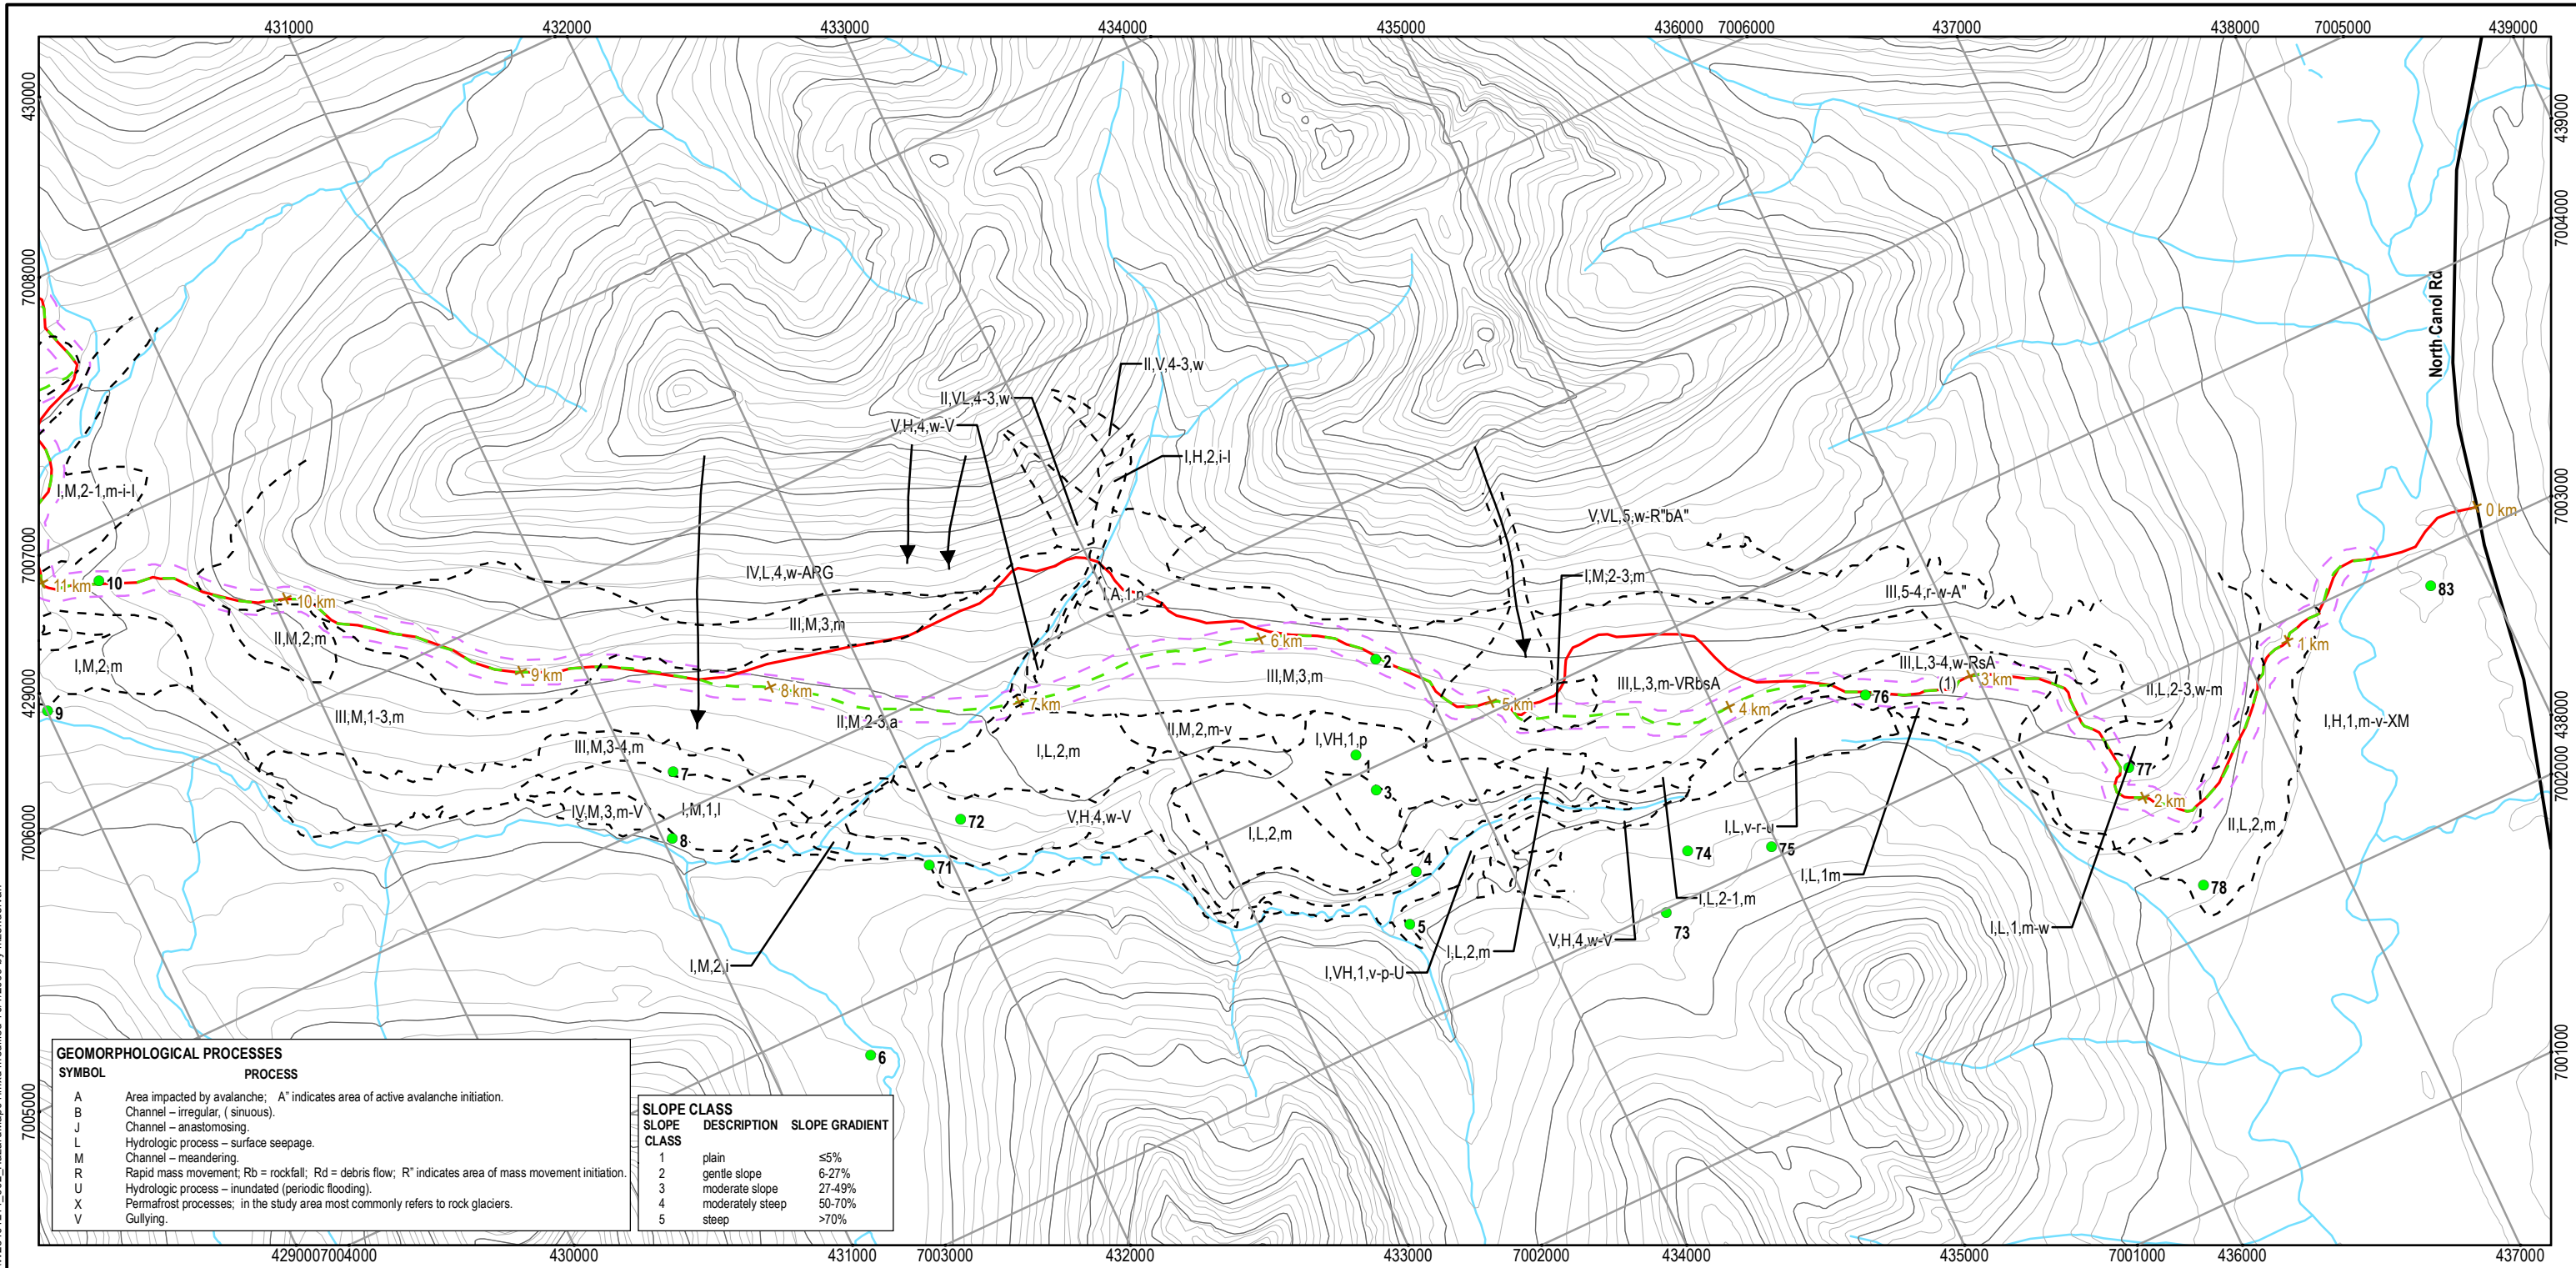 431000 432000 433000 434000 435000 436000 7006000 437000 438000 7005000 439000
430000
7008000
7007000
429000
7006000
7005000
439000
7004000
7003000
438000
7002000
7001000
North Canol Rd
II,V,4-3,w
II,VL,4-3,w
V,H,4,w-V
I,H,2,i-I
I,M,2-1,m-i-I
V,VL,5,w-R"bA"
0 km
IV,L,4,w-ARG
I,M,2-3,m
11 km
10
10 km
I,A,1
III,5-4,r-w-A"
83
III,M,3,m
II,M,2,m
6 km
1 km
2
I,M,2,m
III,L,3-4,w-RsA
(1)
9 km
III,M,3,m
III,L,3,m-VRbsA
3 km
8 km
76
II,L,2-3,w-m
7 km
5 km
4 km
9
III,M,1-3,m
II,M,2-3,a
II,M,2,m-v
I,H,1,m-v-XM
III,M,3-4,m
I,L,2,m
I,VH,1,p
1
77
7
3
2 km
IV,M,3,m-V
I,M,1,I
72
V,H,4,w-V
I,L,2,m
I,L,v-r-u
II,L,2,m
8
71
4
74
75
I,L,1m
78
I,L,2-1,m
5
73
I,L,1,m-w
V,H,4,w-V
I,L,2,m
I,M,2,i
I,VH,1,v-p-U
6
GEOMORPHOLOGICAL PROCESSES
SYMBOL PROCESS
A Area impacted by avalanche; A" indicates area of active avalanche initiation.
B Channel – irregular, ( sinuous).
J Channel – anastomosing.
L Hydrologic process – surface seepage.
M Channel – meandering.
R Rapid mass movement; Rb = rockfall; Rd = debris flow; R" indicates area of mass movement initiation.
U Hydrologic process – inundated (periodic flooding).
X Permafrost processes; in the study area most commonly refers to rock glaciers.
V Gullying.
SLOPE CLASS
SLOPE CLASS DESCRIPTION SLOPE GRADIENT
1 plain ≤5%
2 gentle slope 6-27%
3 moderate slope 27-49%
4 moderately steep 50-70%
5 steep >70%
429000 7004000 430000 431000 7003000 432000 433000 7002000 434000 435000 7001000 436000 437000